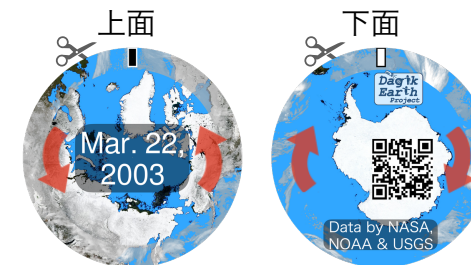 上面
下面
Mar. 22,
2003
Dagik
Earth
Project
Data by NASA,
NOAA & USGS